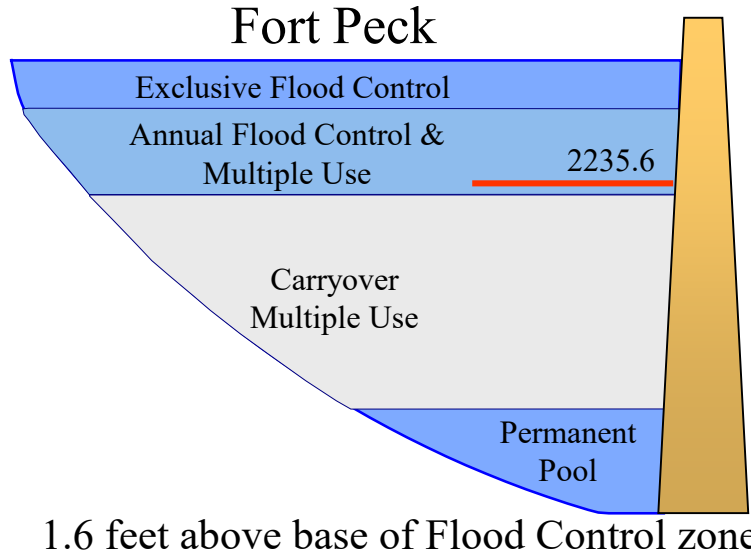 Fort Peck
Exclusive Flood Control
Annual Flood Control &
Multiple Use
2235.6
Carryover
Multiple Use
Permanent
Pool
1.6 feet above base of Flood Control zone